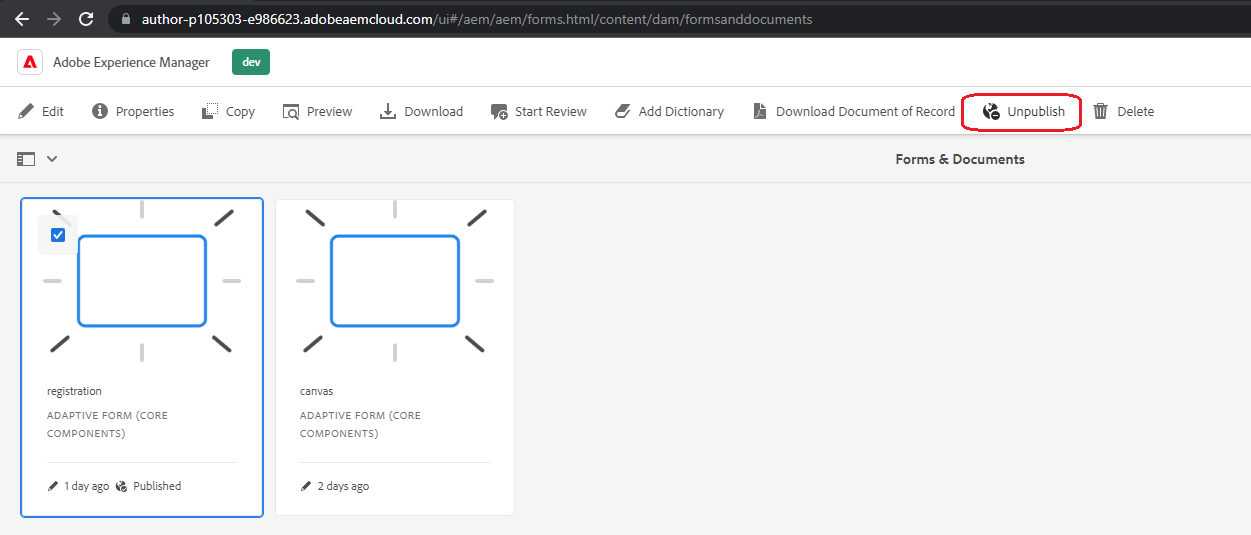 author-p105303-e986623.adobeaemcloud.com/ui#/aem/aem/forms.html/content/dam/formsanddocuments
Adobe Experience Manager dev
Edit Properties Copy Preview Download Start Review Add Dictionary Download Document of Record Unpublish Delete
Forms & Documents
registration
ADAPTIVE FORM (CORE
COMPONENTS)
1 day ago Published
canvas
ADAPTIVE FORM (CORE
COMPONENTS)
2 days ago